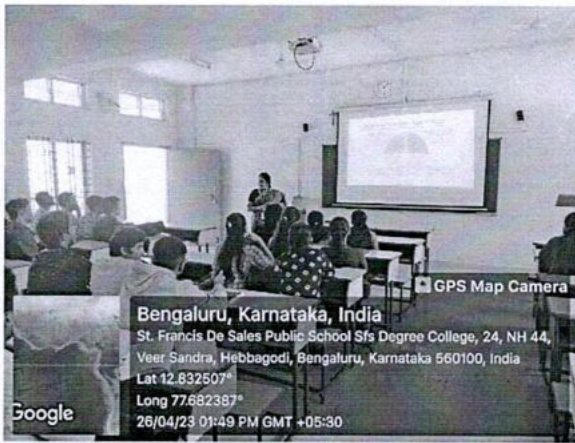 GPS Map Camera
Bengaluru, Karnataka, India
St. Francis De Sales Public School Sfs Degree College, 24, NH 44,
Veer Sandra, Hebbagodi, Bengaluru, Karnataka 560100, India
Lat 12.832507°
Long 77.682387°
26/04/23 01:49 PM GMT +05:30
Google